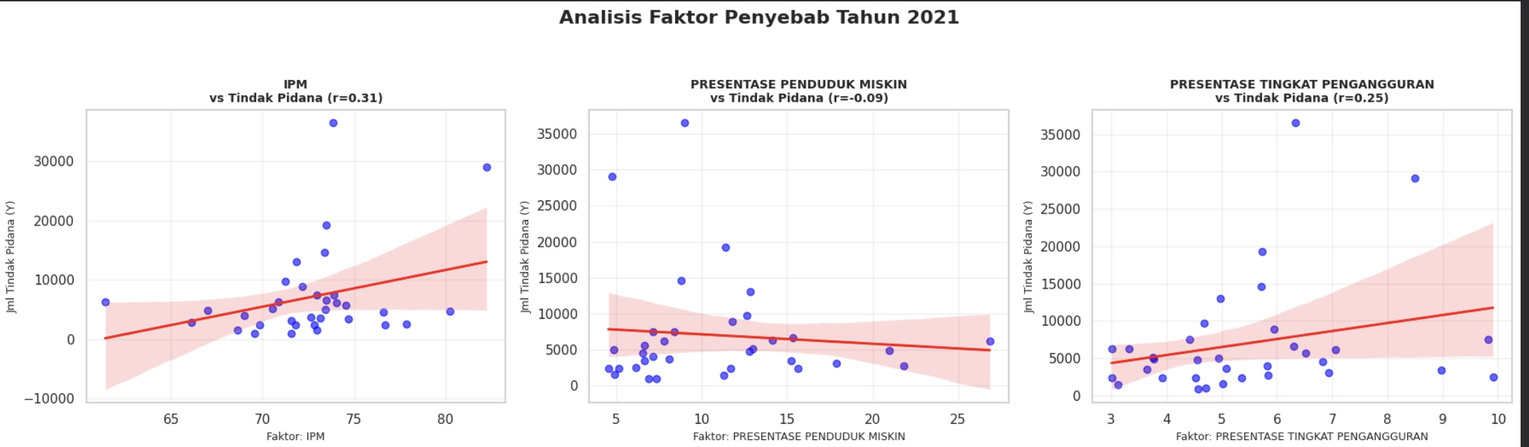 Analisis Faktor Penyebab Tahun 2021
IPM
vs Tindak Pidana (r=0.31)
Jml Tindak Pidana (Y)
30000
20000
10000
0
−10000
65
70
75
80
Faktor: IPM
PRESENTASE PENDUDUK MISKIN
vs Tindak Pidana (r=-0.09)
Jml Tindak Pidana (Y)
35000
30000
25000
20000
15000
10000
5000
0
5
10
15
20
25
Faktor: PRESENTASE PENDUDUK MISKIN
PRESENTASE TINGKAT PENGANGGURAN
vs Tindak Pidana (r=0.25)
Jml Tindak Pidana (Y)
35000
30000
25000
20000
15000
10000
5000
0
3
4
5
6
7
8
9
10
Faktor: PRESENTASE TINGKAT PENGANGGURAN